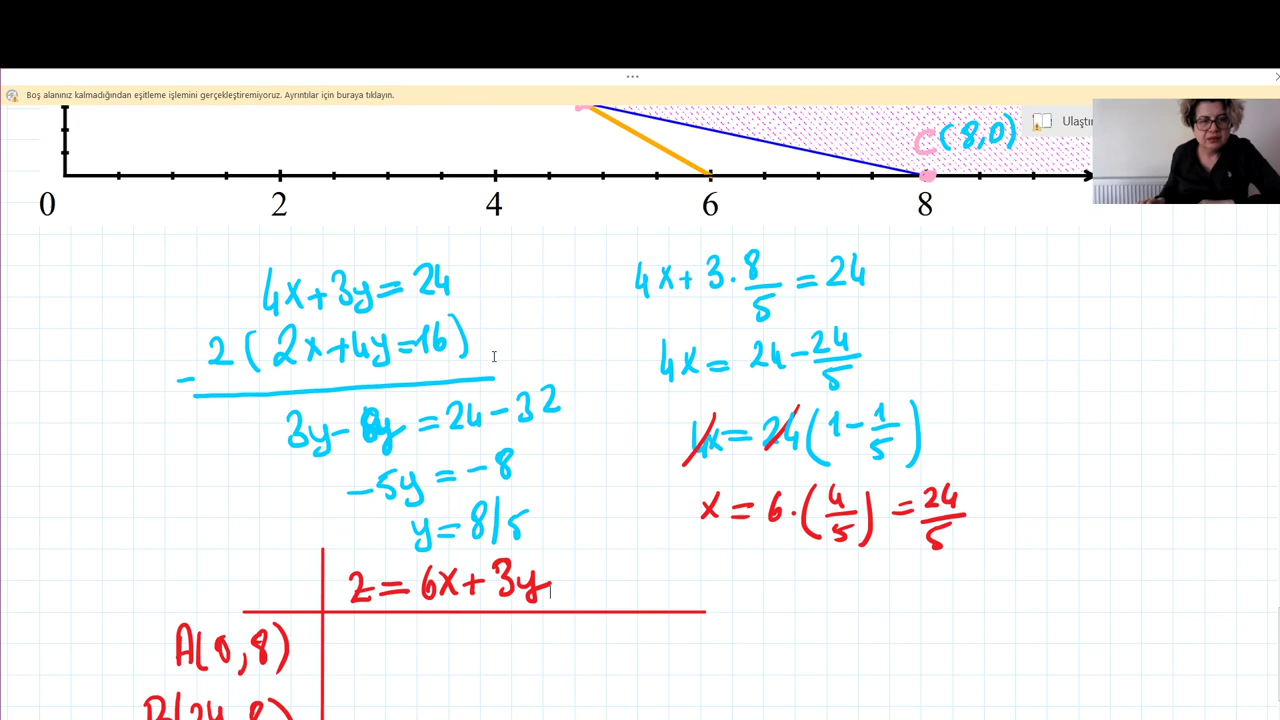 Boş alanınız kalmadığından eşitleme işlemini gerçekleştiremiyoruz. Ayrıntılar için buraya tıklayın.
Ulaştır
C(8,0)
0 2 4 6 8
4x+3y=24
2(2x+4y=16)
-
3y-8y=24-32
-5y=-8
y=8/5
4x+3.8/5=24
4x=24-24/5
4x=24(1-1/5)
x=6.(4/5)=24/5
z=6x+3y
A(0,8)